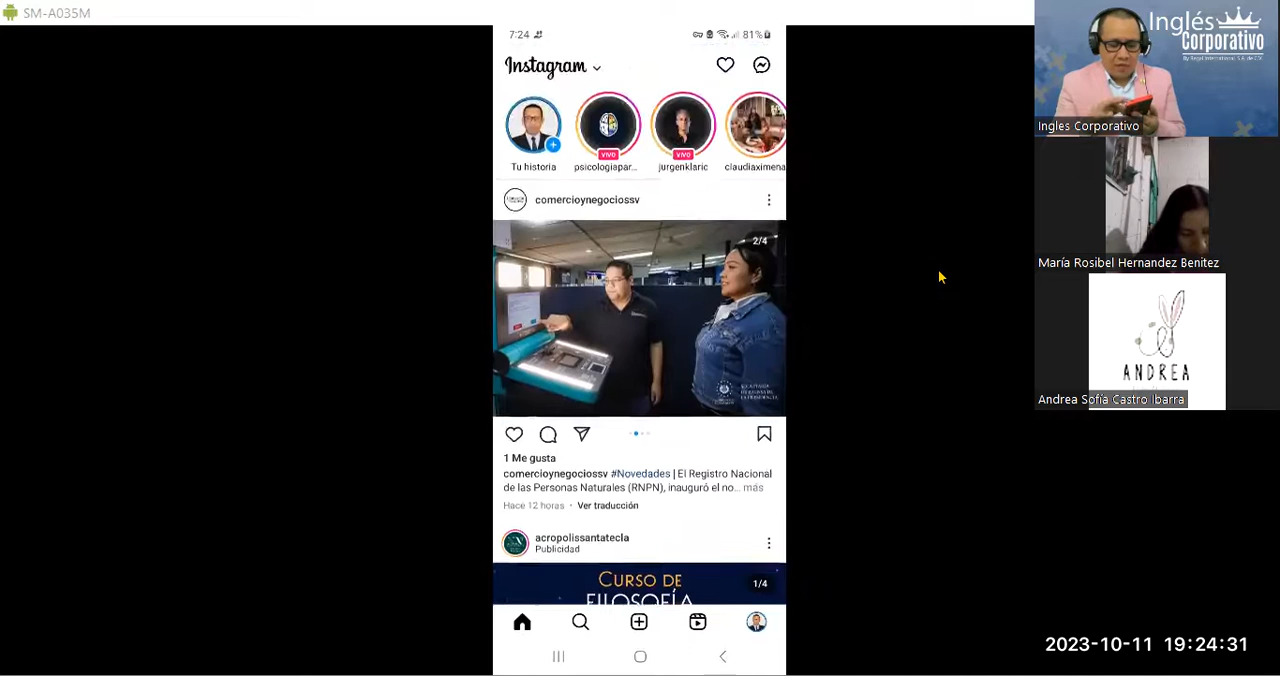 SM-A035M
7:24
81%
Instagram
Tu historia
VIVO
psicologiapar...
VIVO
jurgenklaric
claudiaximena
comercioynegociossv
2/4
1 Me gusta
comercioynegociossv #Novedades | El Registro Nacional
de las Personas Naturales (RNPN), inauguró el no... más
Hace 12 horas • Ver traducción
acropolissantatecla
Publicidad
CURSO DE
FILOSOFÍA
1/4
Inglés
Corporativo
Ingles Corporativo
María Rosibel Hernandez Benitez
ANDREA
Andrea Sofía Castro Ibarra
2023-10-11 19:24:31